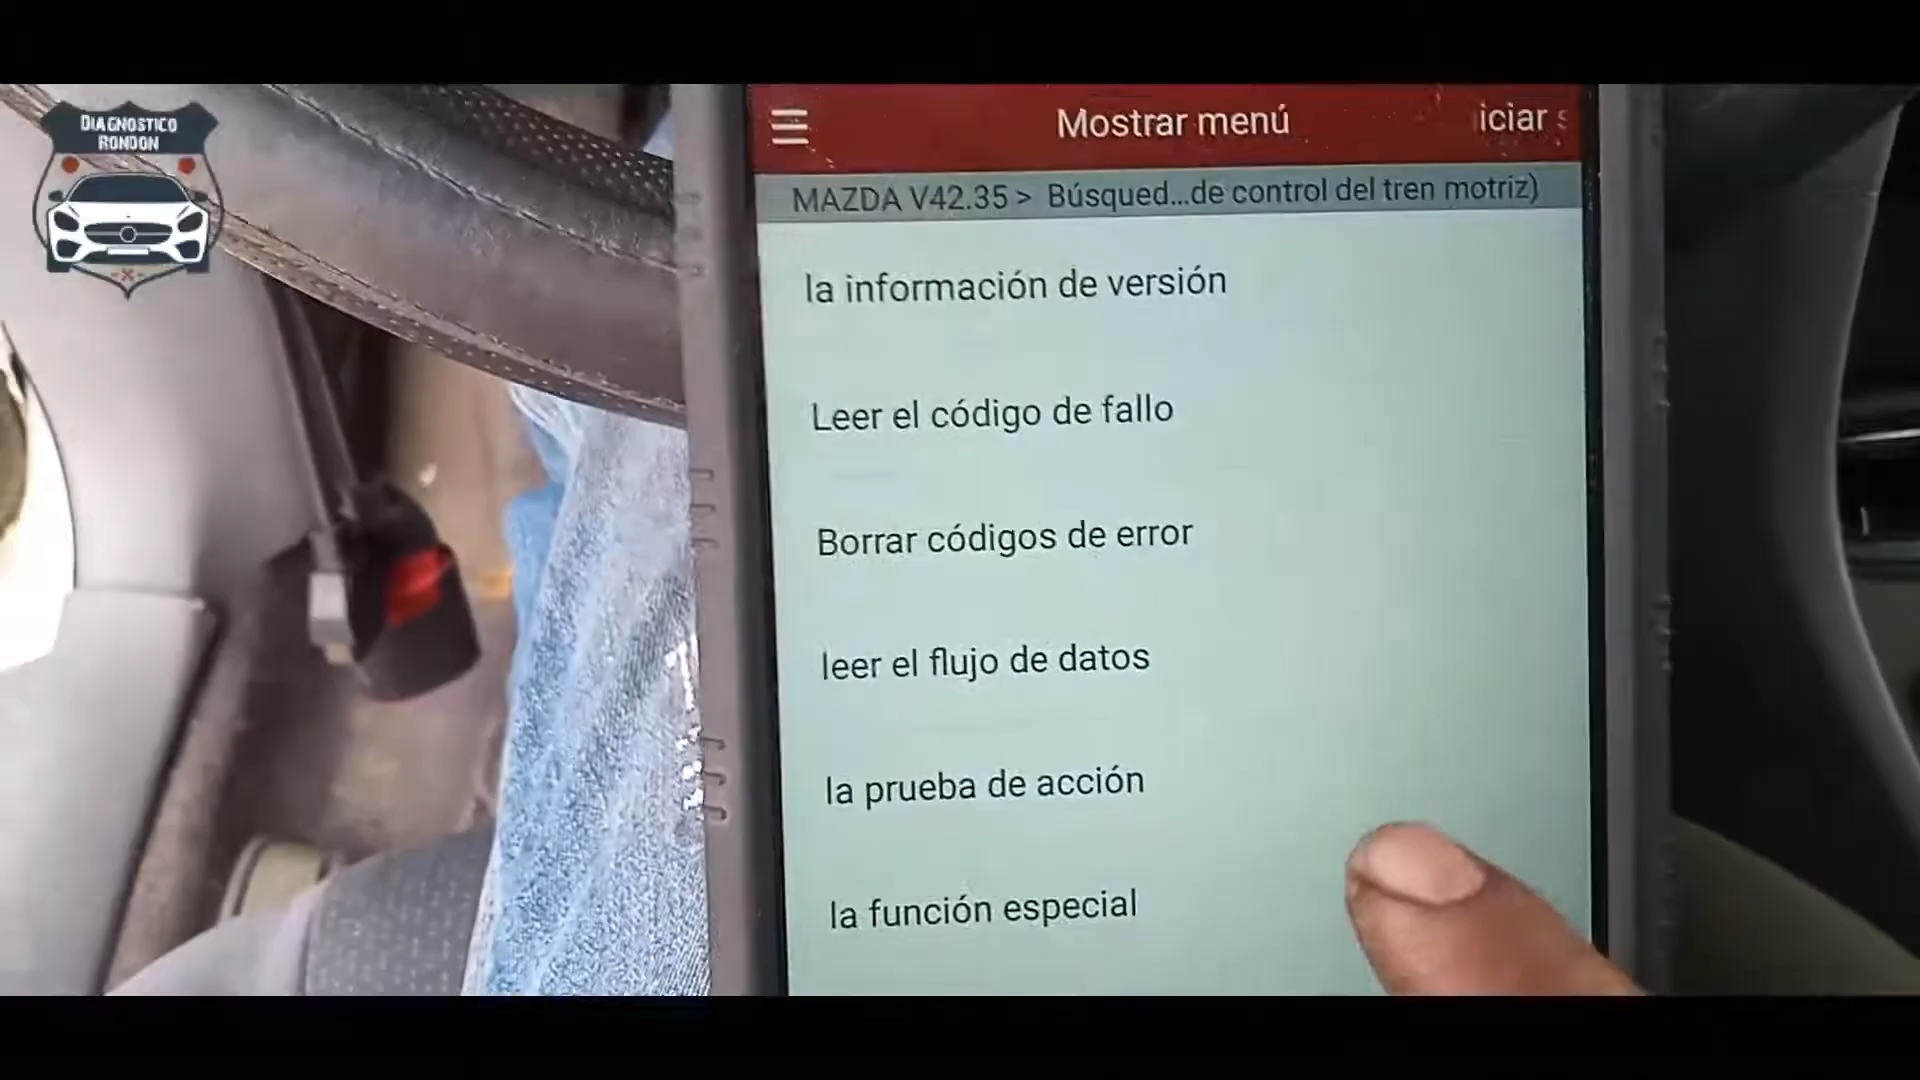 DIAGNOSTICO
RONDON
Mostrar menú
iciar s
MAZDA V42.35 > Búsqued...de control del tren motriz)
la información de versión
Leer el código de fallo
Borrar códigos de error
leer el flujo de datos
la prueba de acción
la función especial